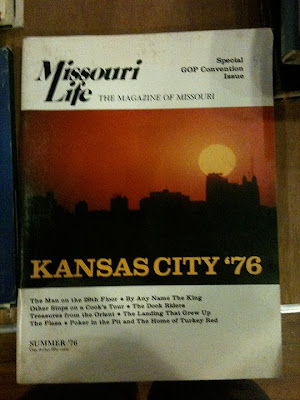 Missouri
Life
THE MAGAZINE OF MISSOURI
Special
GOP Convention
Issue
KANSAS CITY '76
The Man on the 29th Floor • By Any Name The King
Other Stops on a Cook's Tour • The Dock Riders
Treasures from the Orient • The Landing That Grew Up
The Plaza • Poker in the Pit and The Home of Turkey Red
SUMMER '76